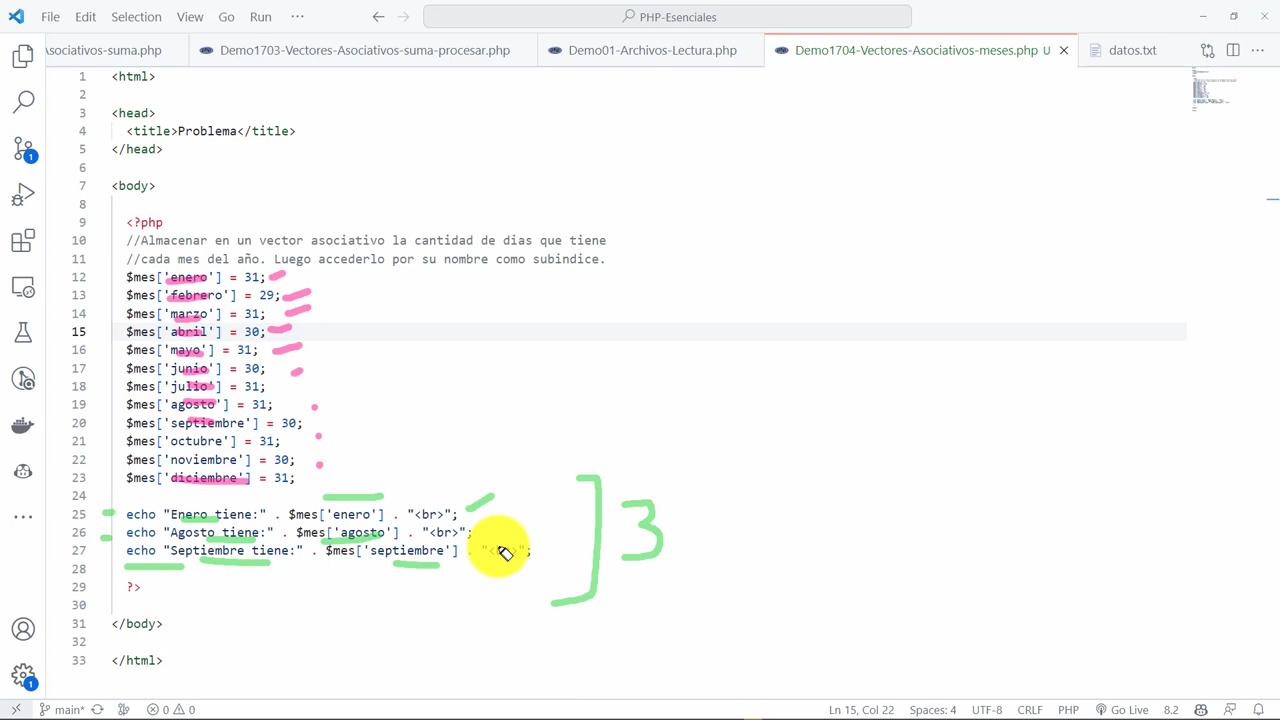 File Edit Selection View Go Run ··· PHP-Esenciales
sociativos-suma.php Demo1703-Vectores-Asociativos-suma-procesar.php Demo01-Archivos-Lectura.php Demo1704-Vectores-Asociativos-meses.php U datos.txt
1 <html>
2
3 <head>
4 <title>Problema</title>
5 </head>
6
7 <body>
8
9 <?php
10 //Almacenar en un vector asociativo la cantidad de dias que tiene
11 //cada mes del año. Luego accederlo por su nombre como subindice.
12 $mes['enero'] = 31;
13 $mes['febrero'] = 29;
14 $mes['marzo'] = 31;
15 $mes['abril'] = 30;
16 $mes['mayo'] = 31;
17 $mes['junio'] = 30;
18 $mes['julio'] = 31;
19 $mes['agosto'] = 31;
20 $mes['septiembre'] = 30;
21 $mes['octubre'] = 31;
22 $mes['noviembre'] = 30;
23 $mes['diciembre'] = 31;
24
25 echo "Enero tiene:" . $mes['enero'] . "<br>";
26 echo "Agosto tiene:" . $mes['agosto'] . "<br>";
27 echo "Septiembre tiene:" . $mes['septiembre'] . "<br>";
3
28
29 ?>
30
31 </body>
32
33 </html>
1
1
main* 0 0 Ln 15, Col 22 Spaces: 4 UTF-8 CRLF PHP Go Live 8.2